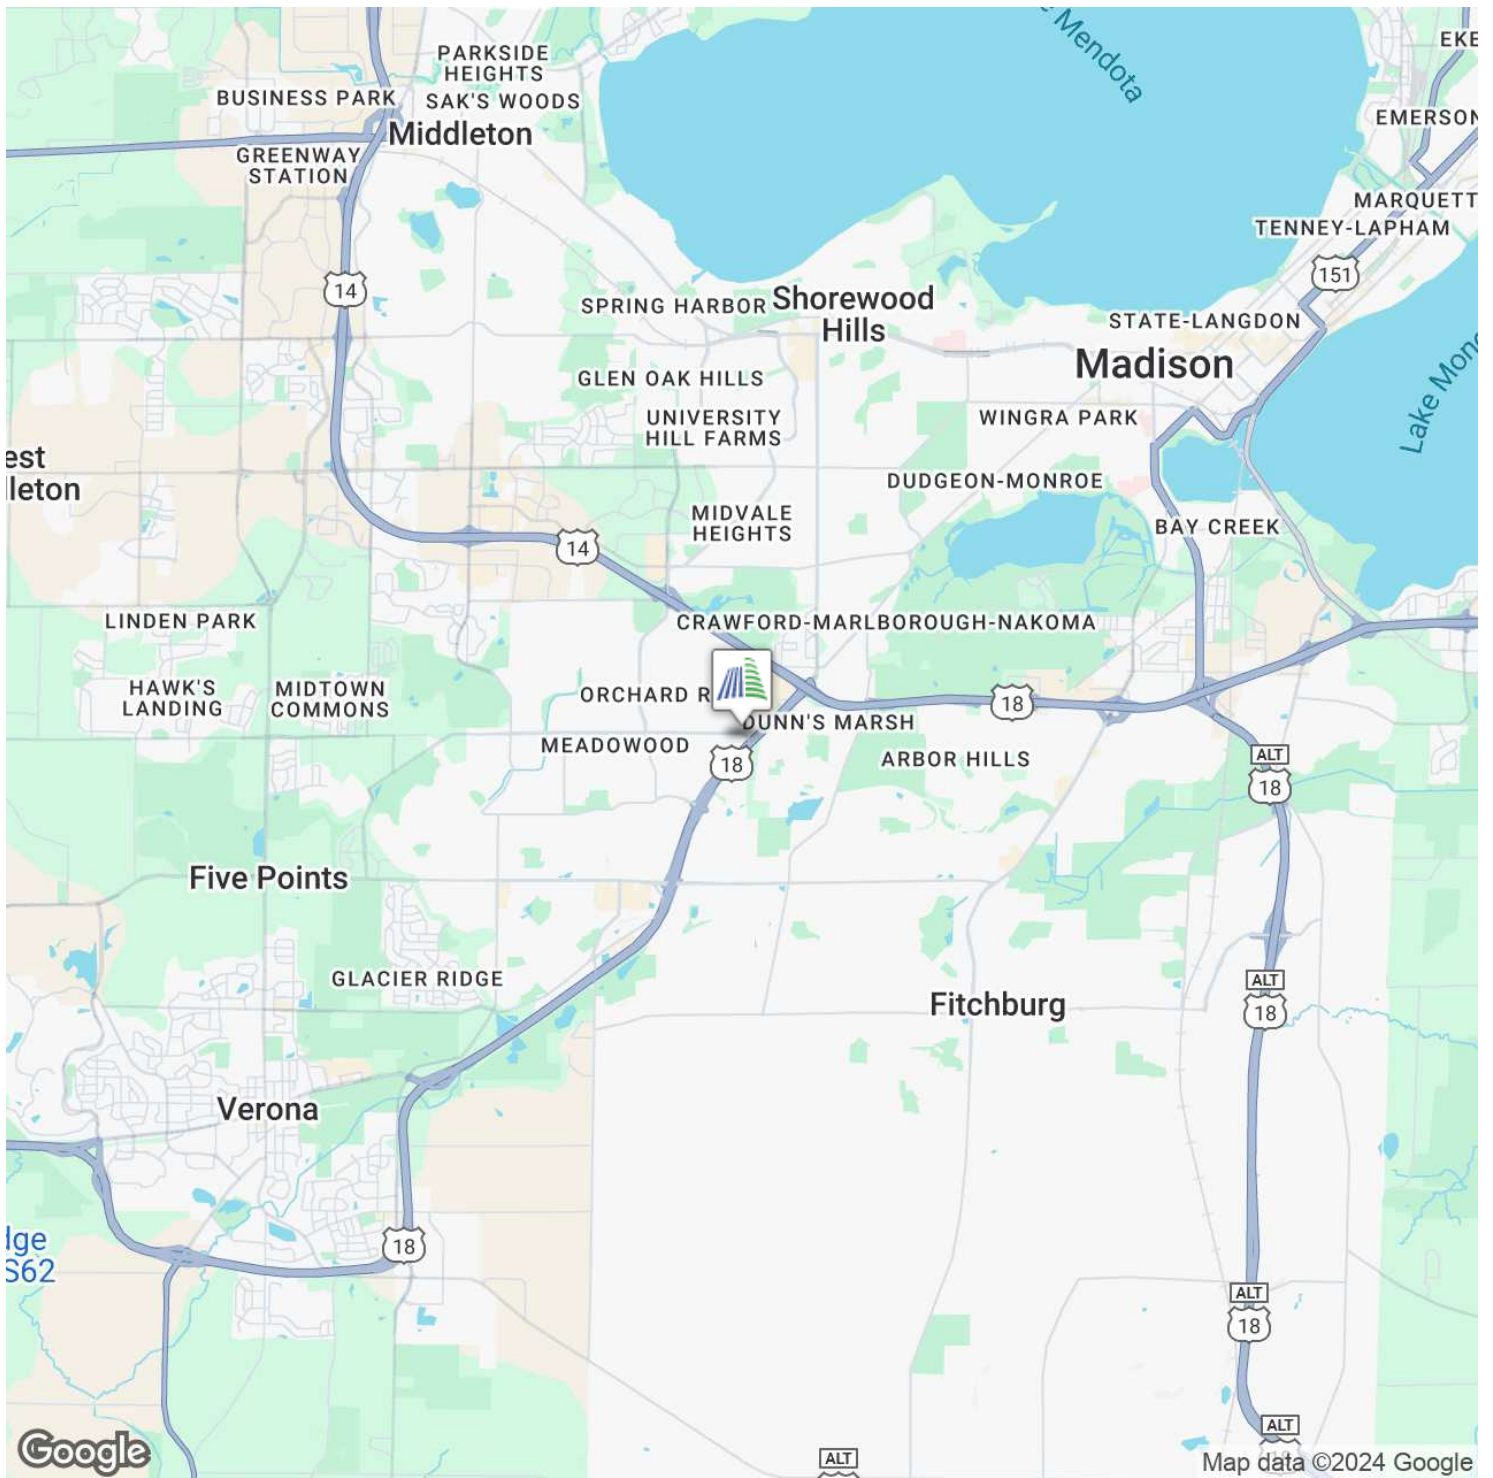 Mendota
EKE
PARKSIDE
HEIGHTS
BUSINESS PARK
SAK'S WOODS
EMERSON
Middleton
GREENWAY
STATION
MARQUETT
TENNEY-LAPHAM
151
14
SPRING HARBOR
Shorewood
Hills
STATE-LANGDON
Madison
Lake Mono
GLEN OAK HILLS
UNIVERSITY
HILL FARMS
WINGRA PARK
est
lleton
DUDGEON-MONROE
MIDVALE
HEIGHTS
BAY CREEK
14
LINDEN PARK
CRAWFORD-MARLBOROUGH-NAKOMA
HAWK'S
LANDING
MIDTOWN
COMMONS
ORCHARD R
18
DUNN'S MARSH
MEADOWOOD
ARBOR HILLS
18
ALT
18
Five Points
GLACIER RIDGE
ALT
18
Fitchburg
Verona
dge
S62
18
ALT
18
ALT
18
ALT
Google
Map data ©2024 Google